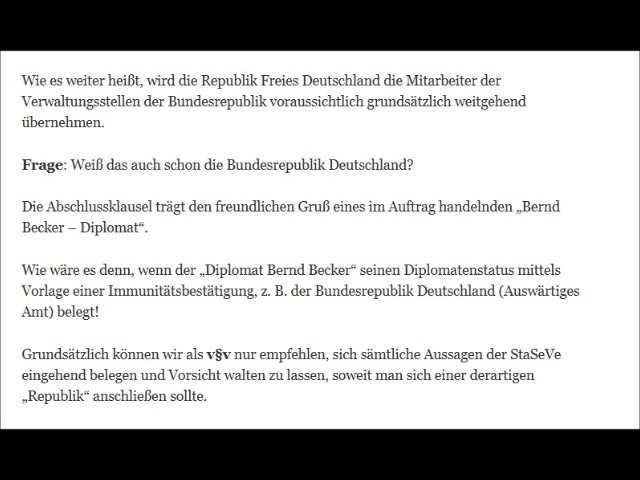 Wie es weiter heißt, wird die Republik Freies Deutschland die Mitarbeiter der
Verwaltungsstellen der Bundesrepublik voraussichtlich grundsätzlich weitgehend
übernehmen.
Frage: Weiß das auch schon die Bundesrepublik Deutschland?
Die Abschlussklausel trägt den freundlichen Gruß eines im Auftrag handelnden „Bernd
Becker – Diplomat“.
Wie wäre es denn, wenn der „Diplomat Bernd Becker“ seinen Diplomatenstatus mittels
Vorlage einer Immunitätsbestätigung, z. B. der Bundesrepublik Deutschland (Auswärtiges
Amt) belegt!
Grundsätzlich können wir als v§v nur empfehlen, sich sämtliche Aussagen der StaSeVe
eingehend belegen und Vorsicht walten zu lassen, soweit man sich einer derartigen
„Republik“ anschließen sollte.